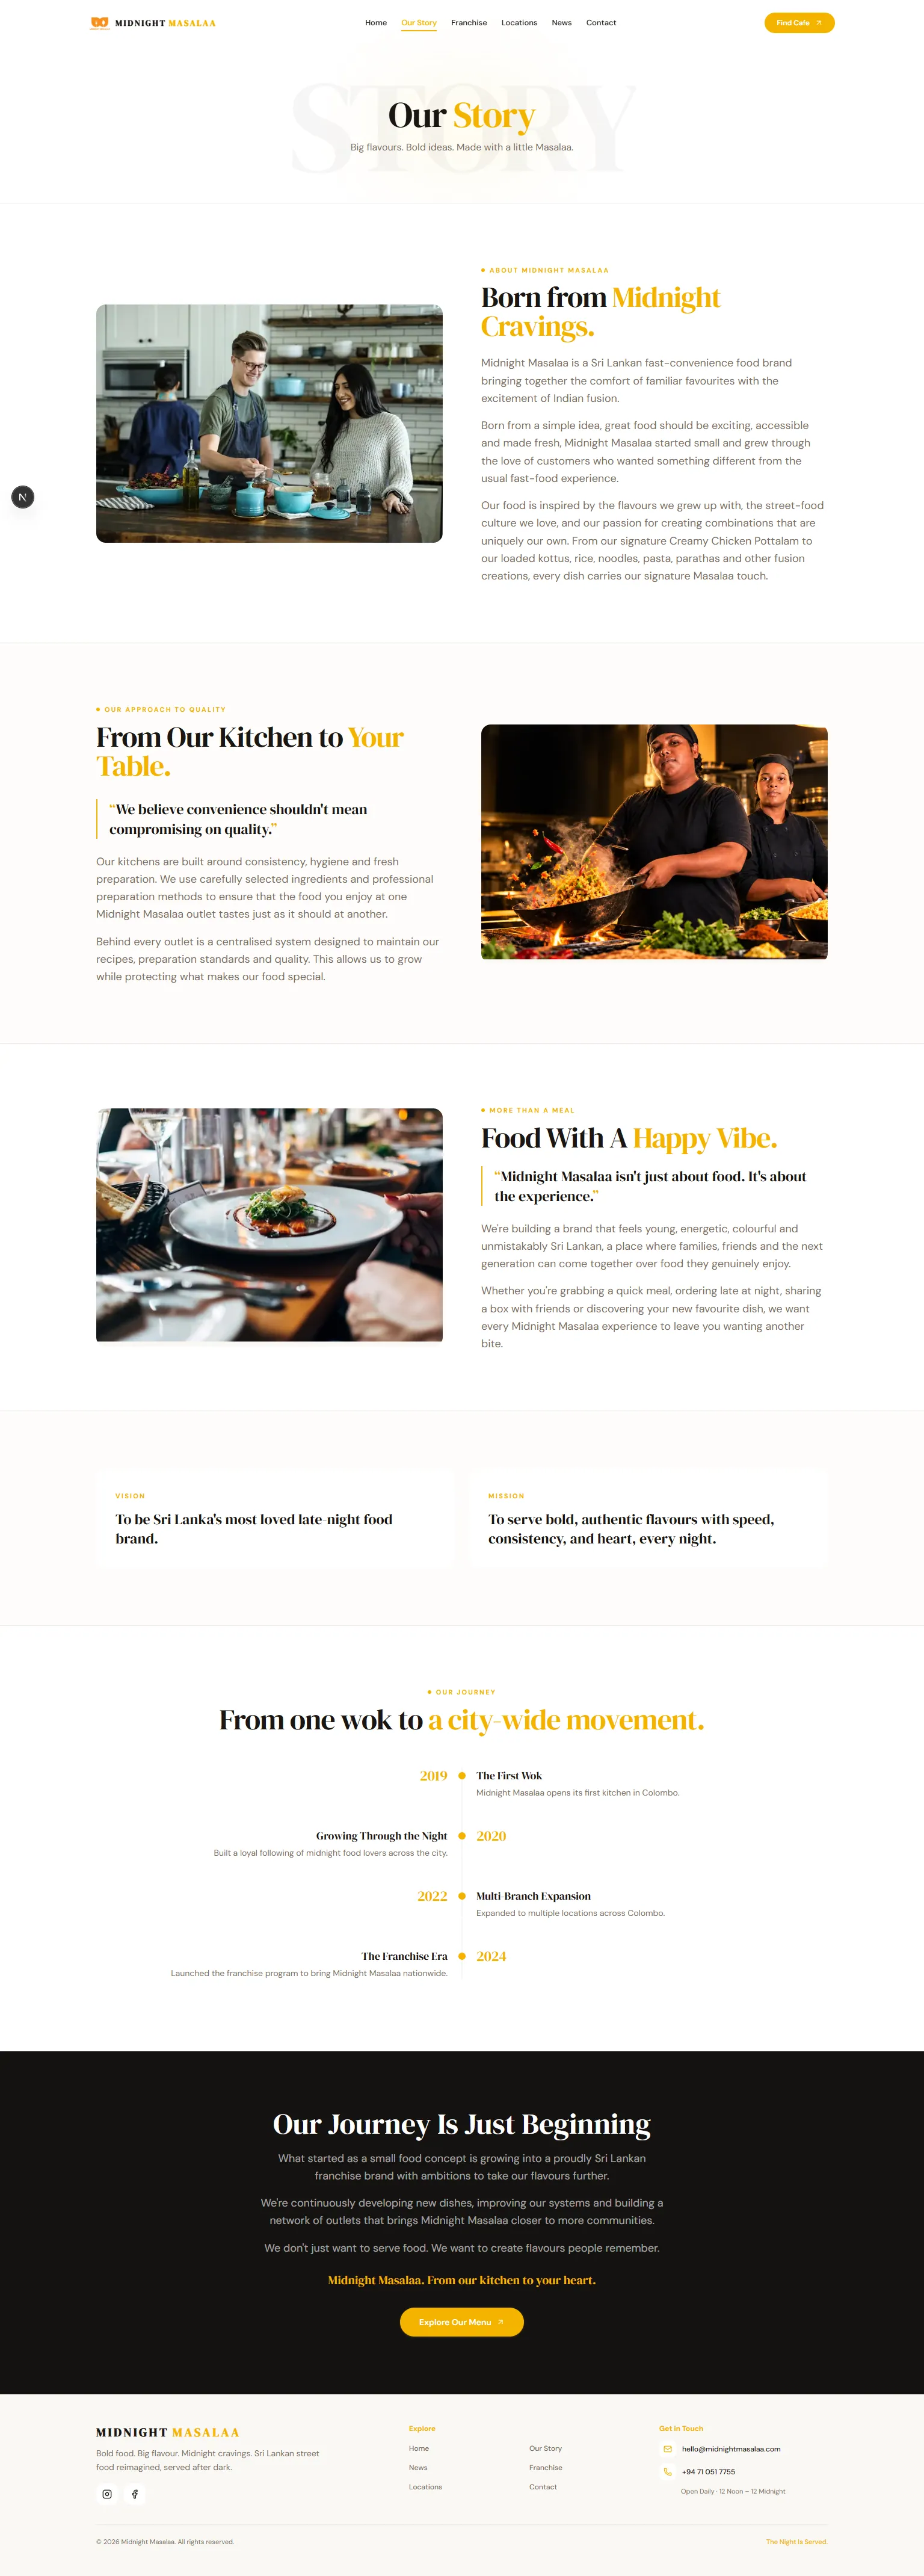 MIDNIGHT MASALAA
Home
Our Story
Franchise
Locations
News
Contact
Find Cafe
STORY
Our Story
Big flavours. Bold ideas. Made with a little Masalaa.
ABOUT MIDNIGHT MASALAA
Born from Midnight
Cravings.
Midnight Masalaa is a Sri Lankan fast-convenience food brand
bringing together the comfort of familiar favourites with the
excitement of Indian fusion.
Born from a simple idea, great food should be exciting, accessible
and made fresh, Midnight Masalaa started small and grew through
the love of customers who wanted something different from the
usual fast-food experience.
Our food is inspired by the flavours we grew up with, the street-food
culture we love, and our passion for creating combinations that are
uniquely our own. From our signature Creamy Chicken Pottalam to
our loaded kottus, rice, noodles, pasta, parathas and other fusion
creations, every dish carries our signature Masalaa touch.
N
OUR APPROACH TO QUALITY
From Our Kitchen to Your
Table.
“We believe convenience shouldn't mean
compromising on quality.”
Our kitchens are built around consistency, hygiene and fresh
preparation. We use carefully selected ingredients and professional
preparation methods to ensure that the food you enjoy at one
Midnight Masalaa outlet tastes just as it should at another.
Behind every outlet is a centralised system designed to maintain our
recipes, preparation standards and quality. This allows us to grow
while protecting what makes our food special.
MORE THAN A MEAL
Food With A Happy Vibe.
“Midnight Masalaa isn't just about food. It's about
the experience.”
We're building a brand that feels young, energetic, colourful and
unmistakably Sri Lankan, a place where families, friends and the next
generation can come together over food they genuinely enjoy.
Whether you're grabbing a quick meal, ordering late at night, sharing
a box with friends or discovering your new favourite dish, we want
every Midnight Masalaa experience to leave you wanting another
bite.
VISION
To be Sri Lanka's most loved late-night food
brand.
MISSION
To serve bold, authentic flavours with speed,
consistency, and heart, every night.
OUR JOURNEY
From one wok to a city-wide movement.
2019
The First Wok
Midnight Masalaa opens its first kitchen in Colombo.
Growing Through the Night
Built a loyal following of midnight food lovers across the city.
2020
2022
Multi-Branch Expansion
Expanded to multiple locations across Colombo.
The Franchise Era
Launched the franchise program to bring Midnight Masalaa nationwide.
2024
Our Journey Is Just Beginning
What started as a small food concept is growing into a proudly Sri Lankan
franchise brand with ambitions to take our flavours further.
We're continuously developing new dishes, improving our systems and building a
network of outlets that brings Midnight Masalaa closer to more communities.
We don't just want to serve food. We want to create flavours people remember.
Midnight Masalaa. From our kitchen to your heart.
Explore Our Menu
MIDNIGHT MASALAA
Bold food. Big flavour. Midnight cravings. Sri Lankan street
food reimagined, served after dark.
Explore
Home
Our Story
News
Franchise
Locations
Contact
Get in Touch
hello@midnightmasalaa.com
+94 71 051 7755
Open Daily · 12 Noon – 12 Midnight
© 2026 Midnight Masalaa. All rights reserved.
The Night Is Served.